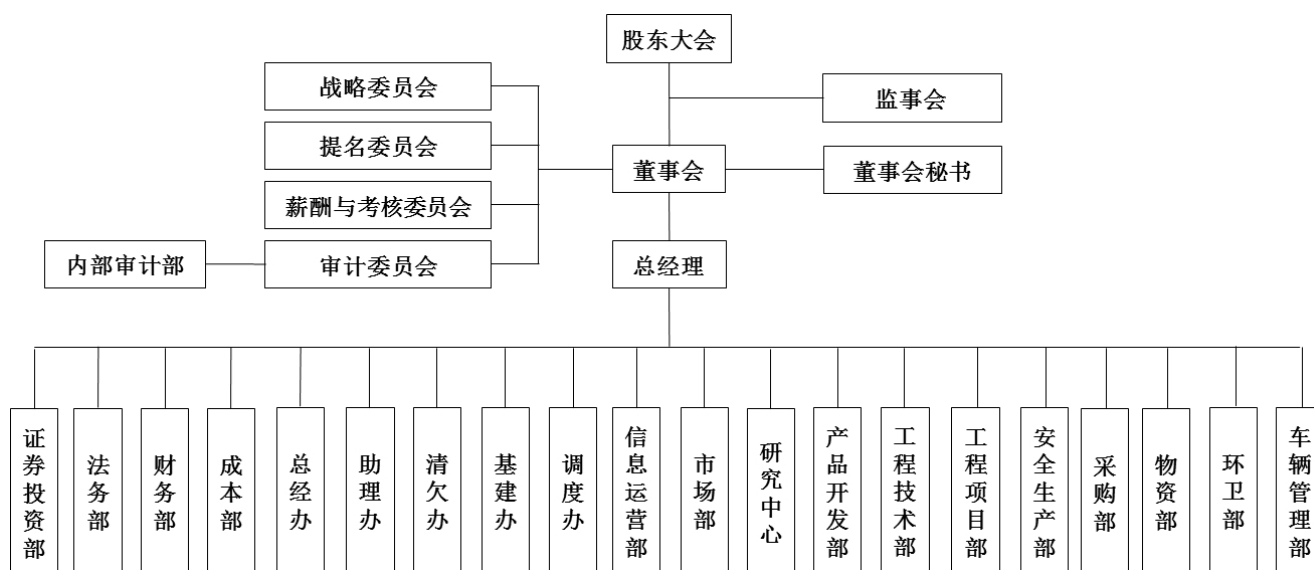 股东大会
战略委员会
监事会
提名委员会
董事会
董事会秘书
薪酬与考核委员会
内部审计部
审计委员会
总经理
证券投资部
法务部
财务部
成本部
总经办
助理办
清欠办
基建办
调度办
信息运营部
市场部
研究中心
产品开发部
工程技术部
工程项目部
安全生产部
采购部
物资部
环卫部
车辆管理部